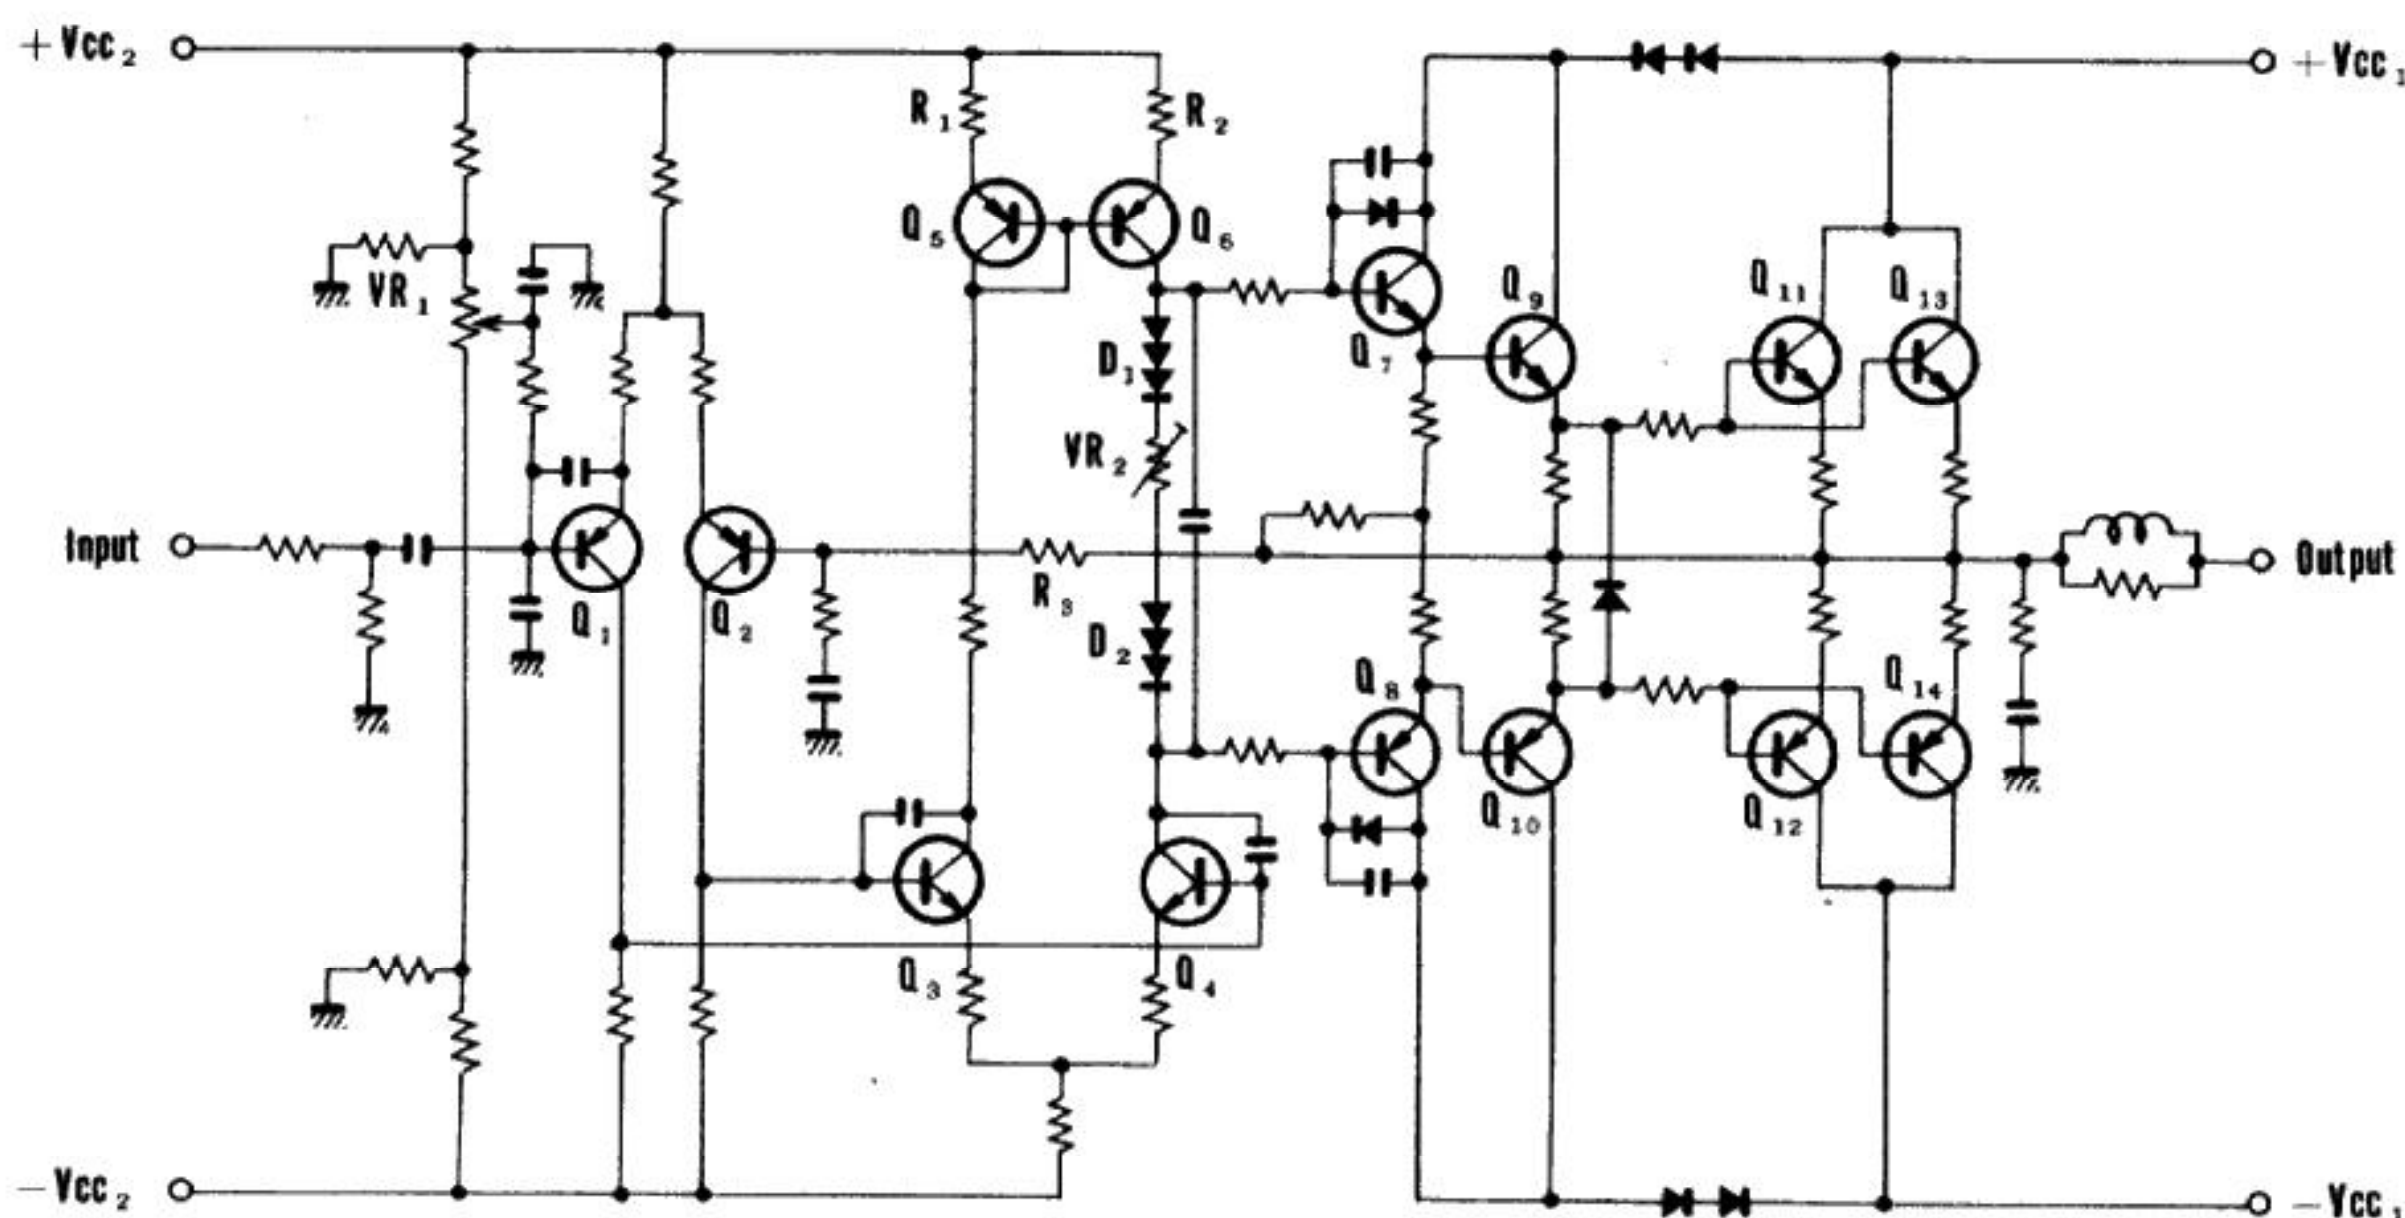 +Vcc₂
+Vcc₁
R₁
R₂
Q₅
Q₆
VR₁
Q₇
Q₉
Q₁₁
Q₁₃
D₁
VR₂
Input
Output
Q₁
Q₂
R₃
D₂
Q₈
Q₁₀
Q₁₂
Q₁₄
Q₃
Q₄
−Vcc₂
−Vcc₁